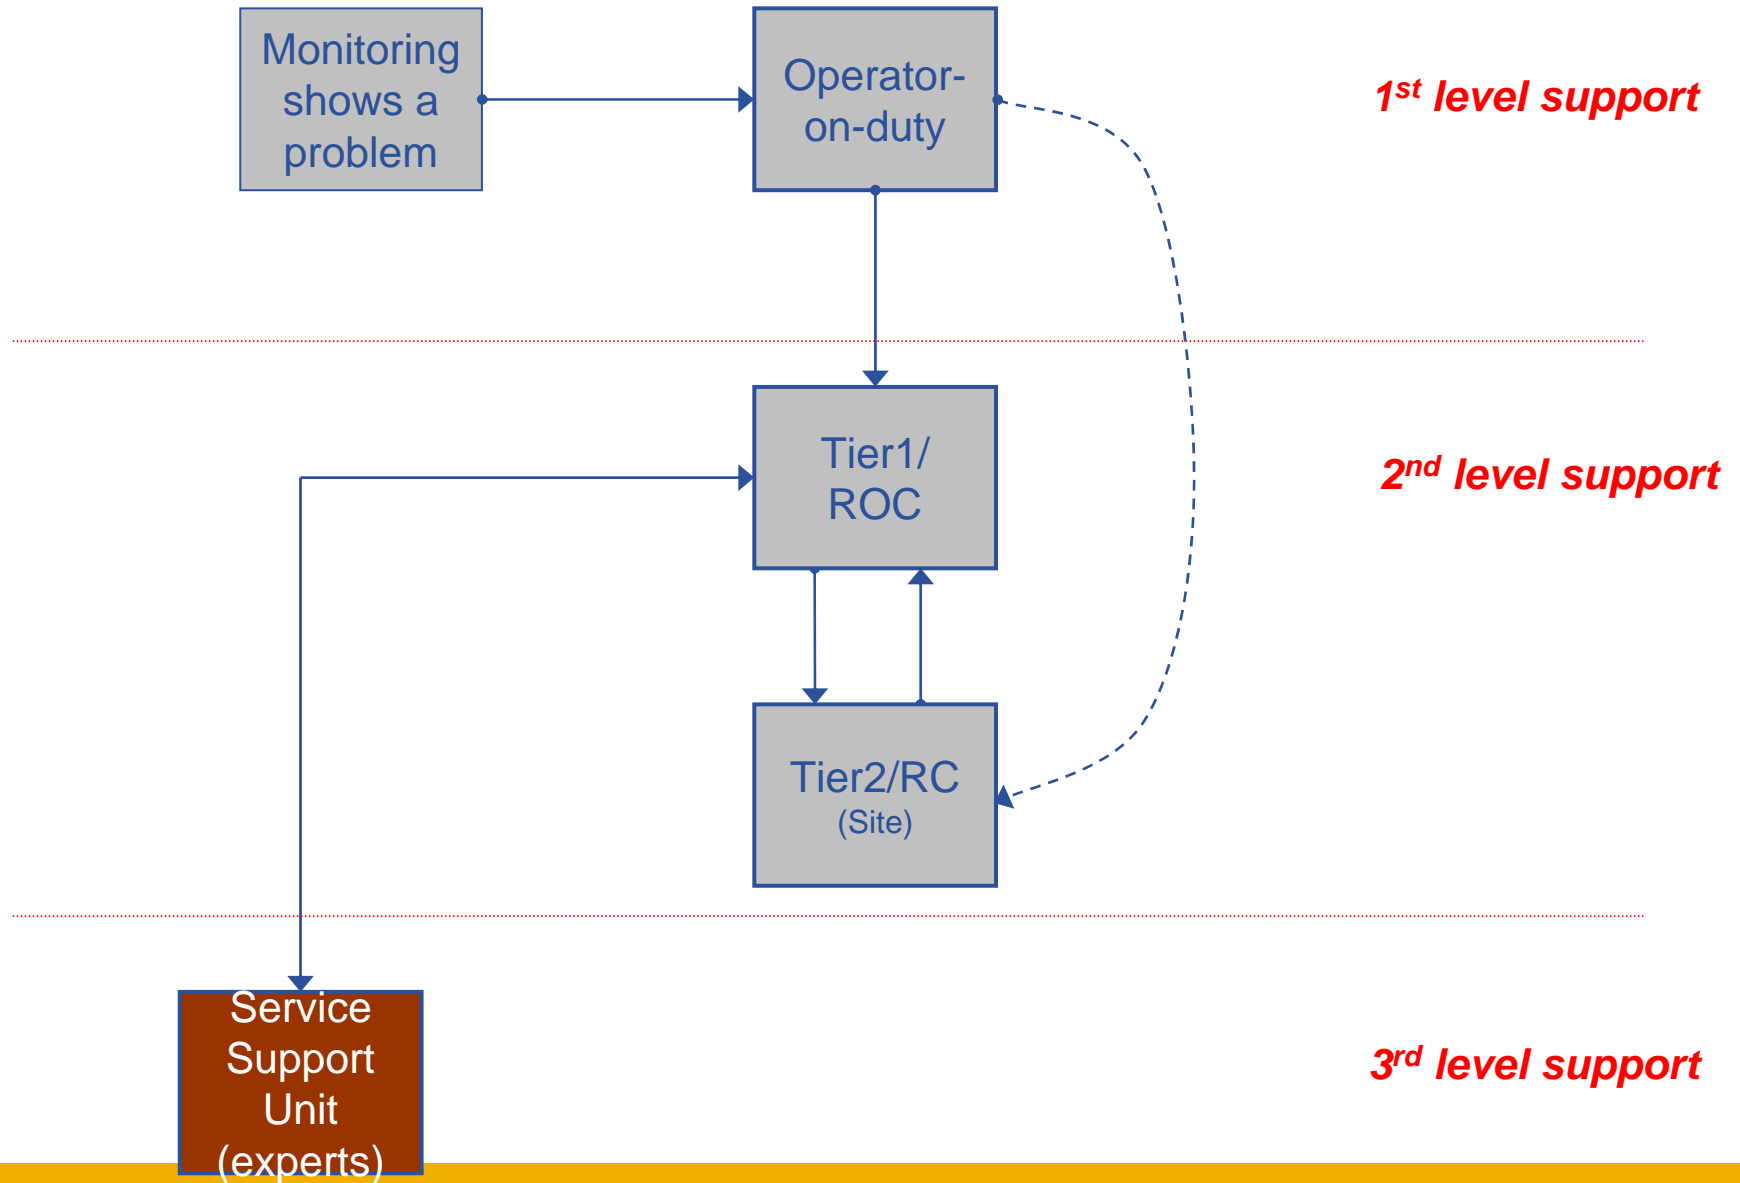 Monitoring
shows a
problem
Operator-
on-duty
1st level support
Tier1/
ROC
2nd level support
Tier2/RC
(Site)
Service
Support
Unit
(experts)
3rd level support